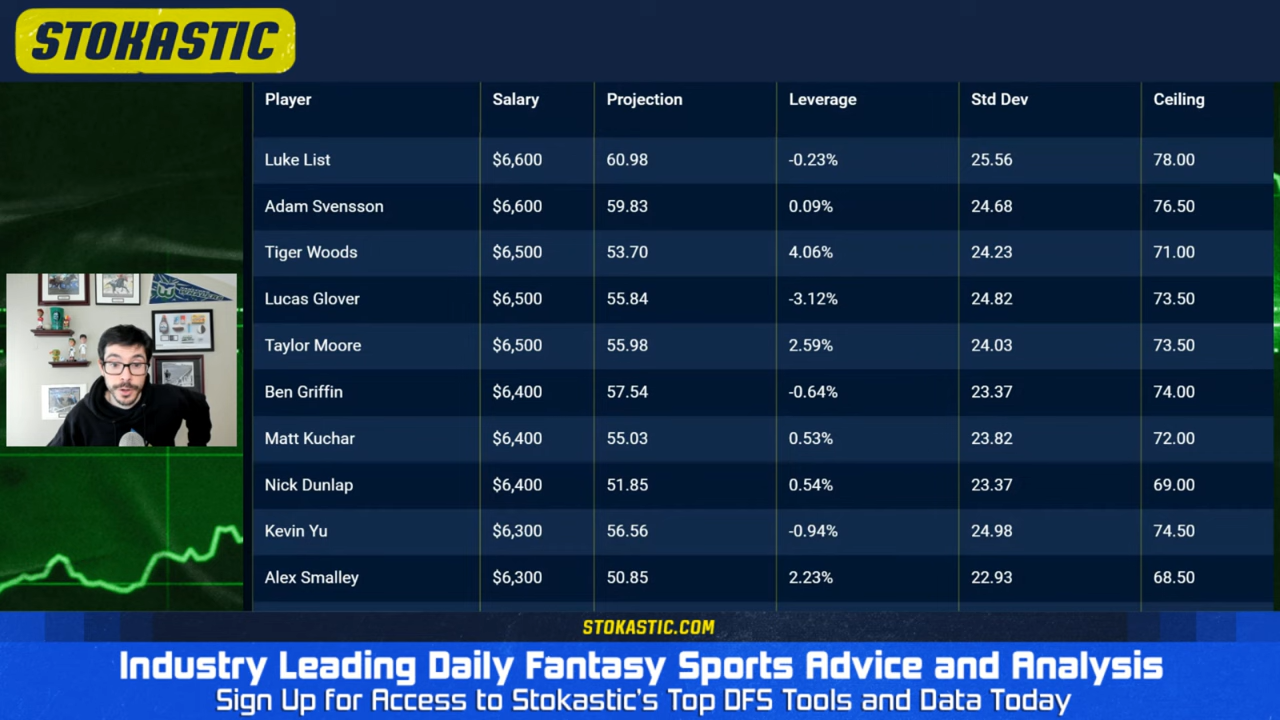 STOKASTIC
Player Salary Projection Leverage Std Dev Ceiling
Luke List $6,600 60.98 -0.23% 25.56 78.00
Adam Svensson $6,600 59.83 0.09% 24.68 76.50
Tiger Woods $6,500 53.70 4.06% 24.23 71.00
Lucas Glover $6,500 55.84 -3.12% 24.82 73.50
Taylor Moore $6,500 55.98 2.59% 24.03 73.50
Ben Griffin $6,400 57.54 -0.64% 23.37 74.00
Matt Kuchar $6,400 55.03 0.53% 23.82 72.00
Nick Dunlap $6,400 51.85 0.54% 23.37 69.00
Kevin Yu $6,300 56.56 -0.94% 24.98 74.50
Alex Smalley $6,300 50.85 2.23% 22.93 68.50
STOKASTIC.COM
Industry Leading Daily Fantasy Sports Advice and Analysis
Sign Up for Access to Stokastic's Top DFS Tools and Data Today